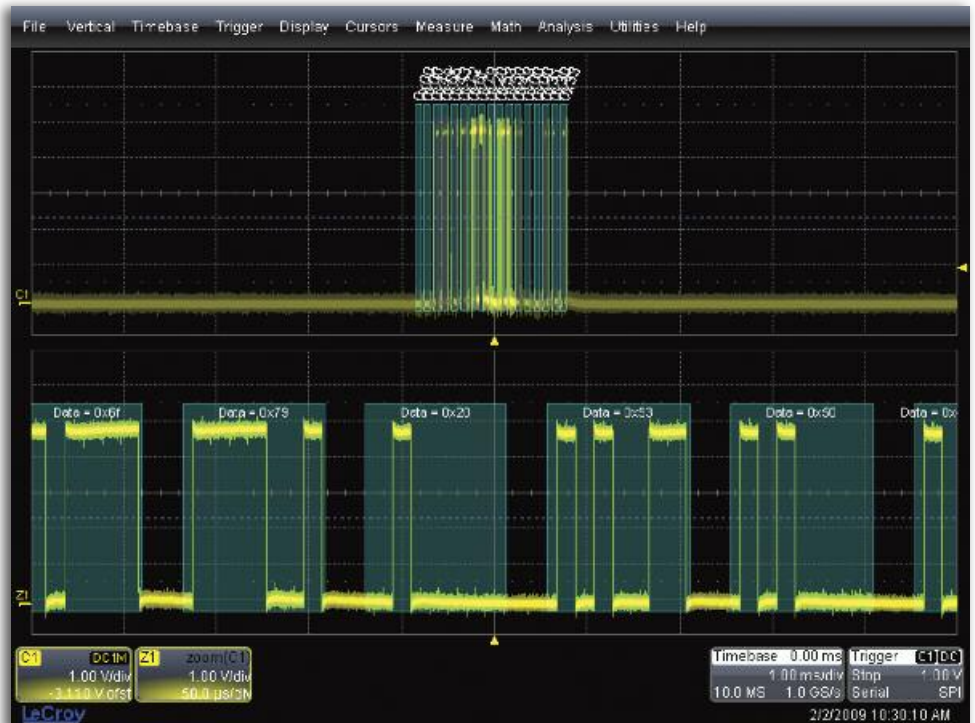 File Vertical Timebase Trigger Display Cursors Measure Math Analysis Utilities Help
C1
Data = 0x6f Data = 0x79 Data = 0x20 Data = 0x53 Data = 0x50 Data = 0x
Z1
C1 DC1M Z1 zoom(C1) Timebase 0.00 ms Trigger C1 DC
1.00 V/div 1.00 V/div 1.00 ms/div Stop 1.00 V
-3.110 V ofst 50.0 µs/div 10.0 MS 1.0 GS/s Serial SPI
LeCroy 2/2/2009 10:30:10 AM